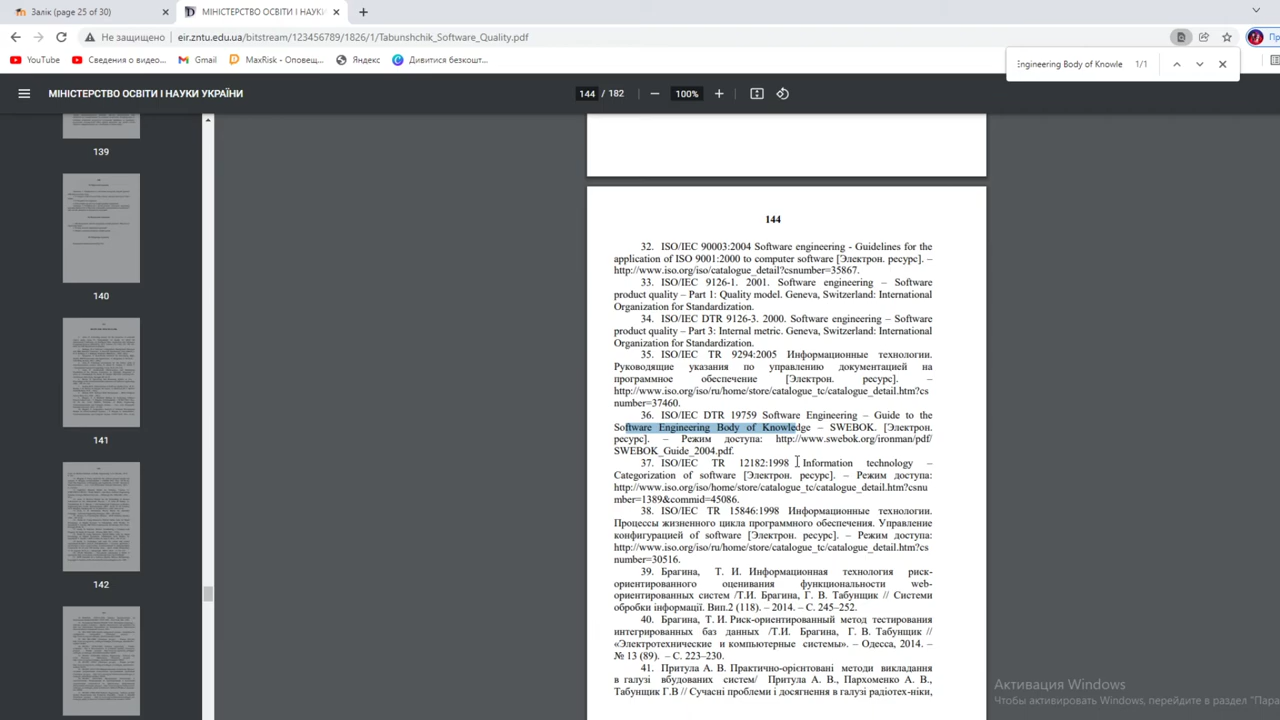 Залік (page 25 of 30)
МІНІСТЕРСТВО ОСВІТИ І НАУКИ
Не защищено
eir.zntu.edu.ua/bitstream/123456789/1826/1/Tabunshchik_Software_Quality.pdf
YouTube
Сведения о видео...
Gmail
MaxRisk - Оповещ...
Яндекс
Дивитися безкошт...
Engineering Body of Knowle
1/1
МІНІСТЕРСТВО ОСВІТИ І НАУКИ УКРАЇНИ
144 / 182
100%
139
140
141
142
144
32. ISO/IEC 90003:2004 Software engineering - Guidelines for the
application of ISO 9001:2000 to computer software [Электрон. ресурс]. –
http://www.iso.org/iso/catalogue_detail?csnumber=35867.
33. ISO/IEC 9126-1. 2001. Software engineering – Software
product quality – Part 1: Quality model. Geneva, Switzerland: International
Organization for Standardization.
34. ISO/IEC DTR 9126-3. 2000. Software engineering – Software
product quality – Part 3: Internal metric. Geneva, Switzerland: International
Organization for Standardization.
35. ISO/IEC TR 9294:2005 Информационные технологии.
Руководящие указания по управлению документацией на
программное обеспечение [Электрон. ресурс]. –
http://www.iso.org/iso/ru/home/store/catalogue_tc/catalogue_detail.htm?cs
number=37460.
36. ISO/IEC DTR 19759 Software Engineering – Guide to the
Software Engineering Body of Knowledge – SWEBOK. [Электрон.
ресурс]. – Режим доступа: http://www.swebok.org/ironman/pdf/
SWEBOK_Guide_2004.pdf.
37. ISO/IEC TR 12182:1998 Information technology –
Categorization of software [Электрон. ресурс]. – Режим доступа:
http://www.iso.org/iso/home/store/catalogue_tc/catalogue_detail.htm?csnu
mber=1389&commid=45086.
38. ISO/IEC TR 15846:1998 Информационные технологии.
Процессы жизненного цикла программного обеспечения. Управление
конфигурацией of software [Электрон. ресурс]. – Режим доступа:
http://www.iso.org/iso/ru/home/store/catalogue_tc/catalogue_detail.htm?cs
number=30516.
39. Брагина, Т. И. Информационная технология риск-
ориентированного оценивания функциональности web-
ориентированных систем /Т.И. Брагина, Г. В. Табунщик // Системи
обробки інформації. Вип.2 (118). – 2014. – С. 245–252.
40. Брагина, Т. И. Риск-ориентированный метод тестирования
интегрированных баз данных /Т.И. Брагина, Г. В. Табунщик //
«Электротехнические и компьютерные системы». – Одесса, 2014. –
№ 13 (89). – С. 223–230.
41. Притула А. В. Практично-орієнтовані методи викладання
в галузі вбудованих систем/ Притула А. В., Пархоменко А. В.,
Табунщик Г.В // Сучасні проблеми і досягнення в галузі радіотех-ніки,
Активация Windows
Чтобы активировать Windows, перейдите в раздел "Пара